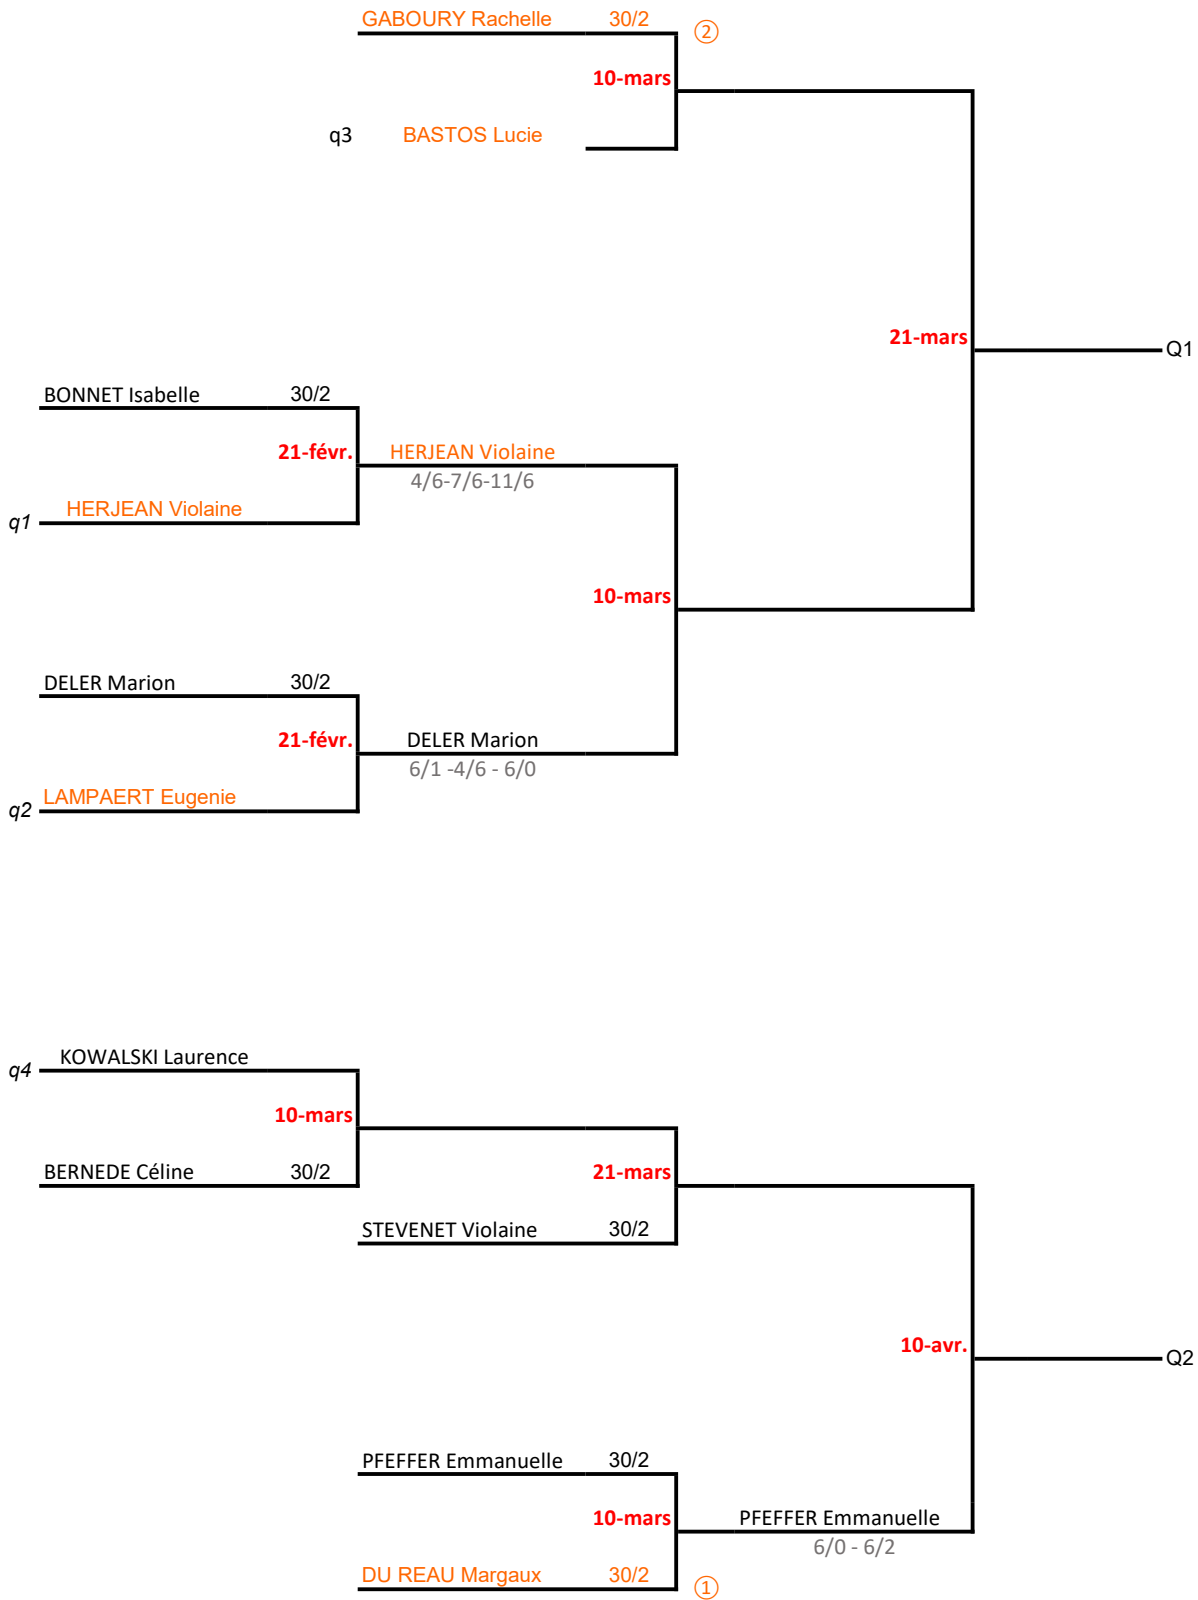 GABOURY Rachelle 30/2 ②
10-mars
q3 BASTOS Lucie
21-mars
Q1
BONNET Isabelle 30/2
21-févr. HERJEAN Violaine
4/6-7/6-11/6
q1 HERJEAN Violaine
10-mars
DELER Marion 30/2
21-févr. DELER Marion
6/1 -4/6 - 6/0
q2 LAMPAERT Eugenie
q4 KOWALSKI Laurence
10-mars
BERNEDE Céline 30/2 21-mars
STEVENET Violaine 30/2
10-avr.
Q2
PFEFFER Emmanuelle 30/2
10-mars PFEFFER Emmanuelle
6/0 - 6/2
DU REAU Margaux 30/2 ①